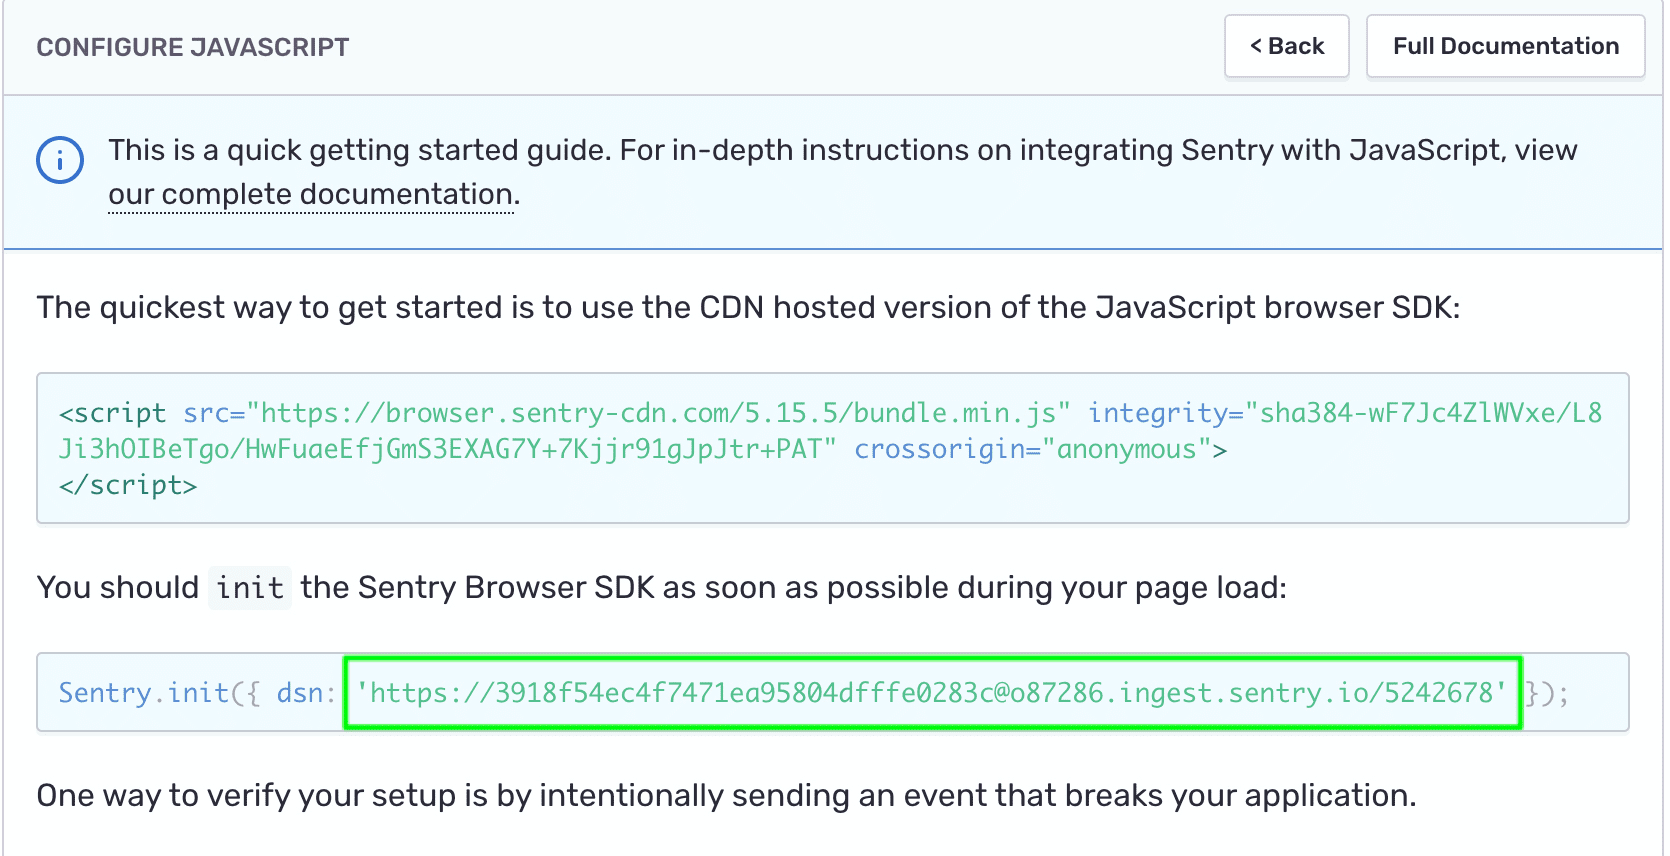 CONFIGURE JAVASCRIPT
< Back
Full Documentation
This is a quick getting started guide. For in-depth instructions on integrating Sentry with JavaScript, view
our complete documentation.
The quickest way to get started is to use the CDN hosted version of the JavaScript browser SDK:
<script src="https://browser.sentry-cdn.com/5.15.5/bundle.min.js" integrity="sha384-wF7Jc4ZlWVxe/L8
Ji3hOIBeTgo/HwFuaeEfjGmS3EXAG7Y+7Kjjr91gJpJtr+PAT" crossorigin="anonymous">
</script>
You should init the Sentry Browser SDK as soon as possible during your page load:
Sentry.init({ dsn: 'https://3918f54ec4f7471ea95804dfffe0283c@o87286.ingest.sentry.io/5242678' });
One way to verify your setup is by intentionally sending an event that breaks your application.